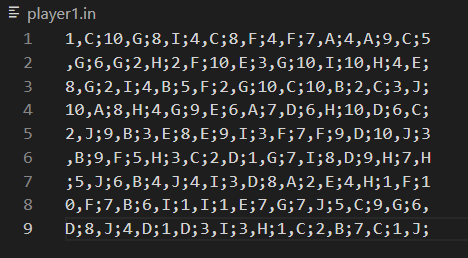 player1.in
1 1,C;10,G;8,I;4,C;8,F;4,F;7,A;4,A;9,C;5
2 ,G;6,G;2,H;2,F;10,E;3,G;10,I;10,H;4,E;
3 8,G;2,I;4,B;5,F;2,G;10,C;10,B;2,C;3,J;
4 10,A;8,H;4,G;9,E;6,A;7,D;6,H;10,D;6,C;
5 2,J;9,B;3,E;8,E;9,I;3,F;7,F;9,D;10,J;3
6 ,B;9,F;5,H;3,C;2,D;1,G;7,I;8,D;9,H;7,H
7 ;5,J;6,B;4,J;4,I;3,D;8,A;2,E;4,H;1,F;1
8 0,F;7,B;6,I;1,I;1,E;7,G;7,J;5,C;9,G;6,
9 D;8,J;4,D;1,D;3,I;3,H;1,C;2,B;7,C;1,J;